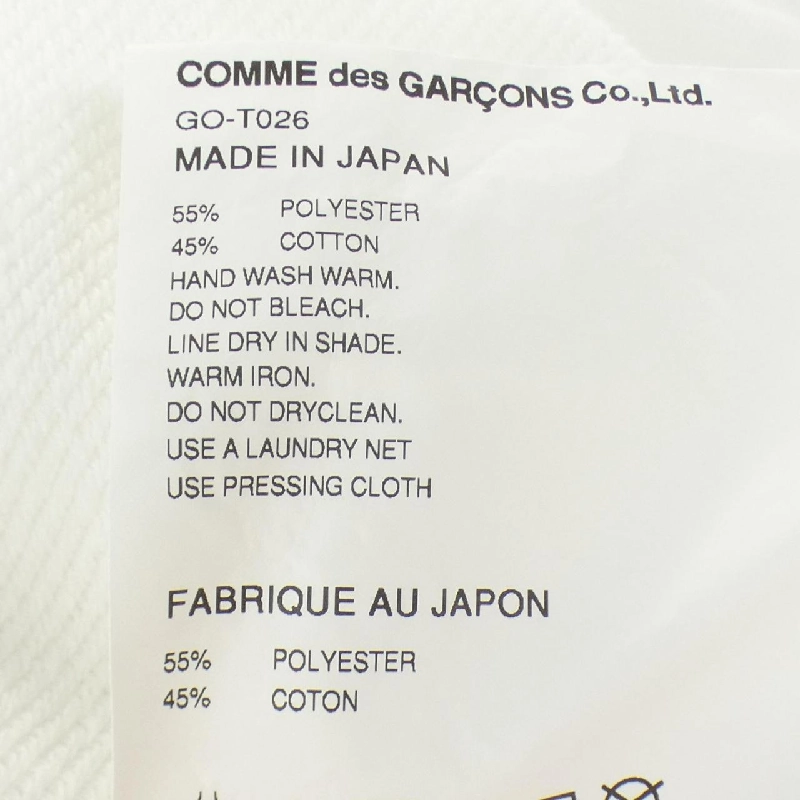 COMME des GARÇONS Co.,Ltd.
GO-T026
MADE IN JAPAN
55% POLYESTER
45% COTTON
HAND WASH WARM.
DO NOT BLEACH.
LINE DRY IN SHADE.
WARM IRON.
DO NOT DRYCLEAN.
USE A LAUNDRY NET
USE PRESSING CLOTH
FABRIQUE AU JAPON
55% POLYESTER
45% COTON